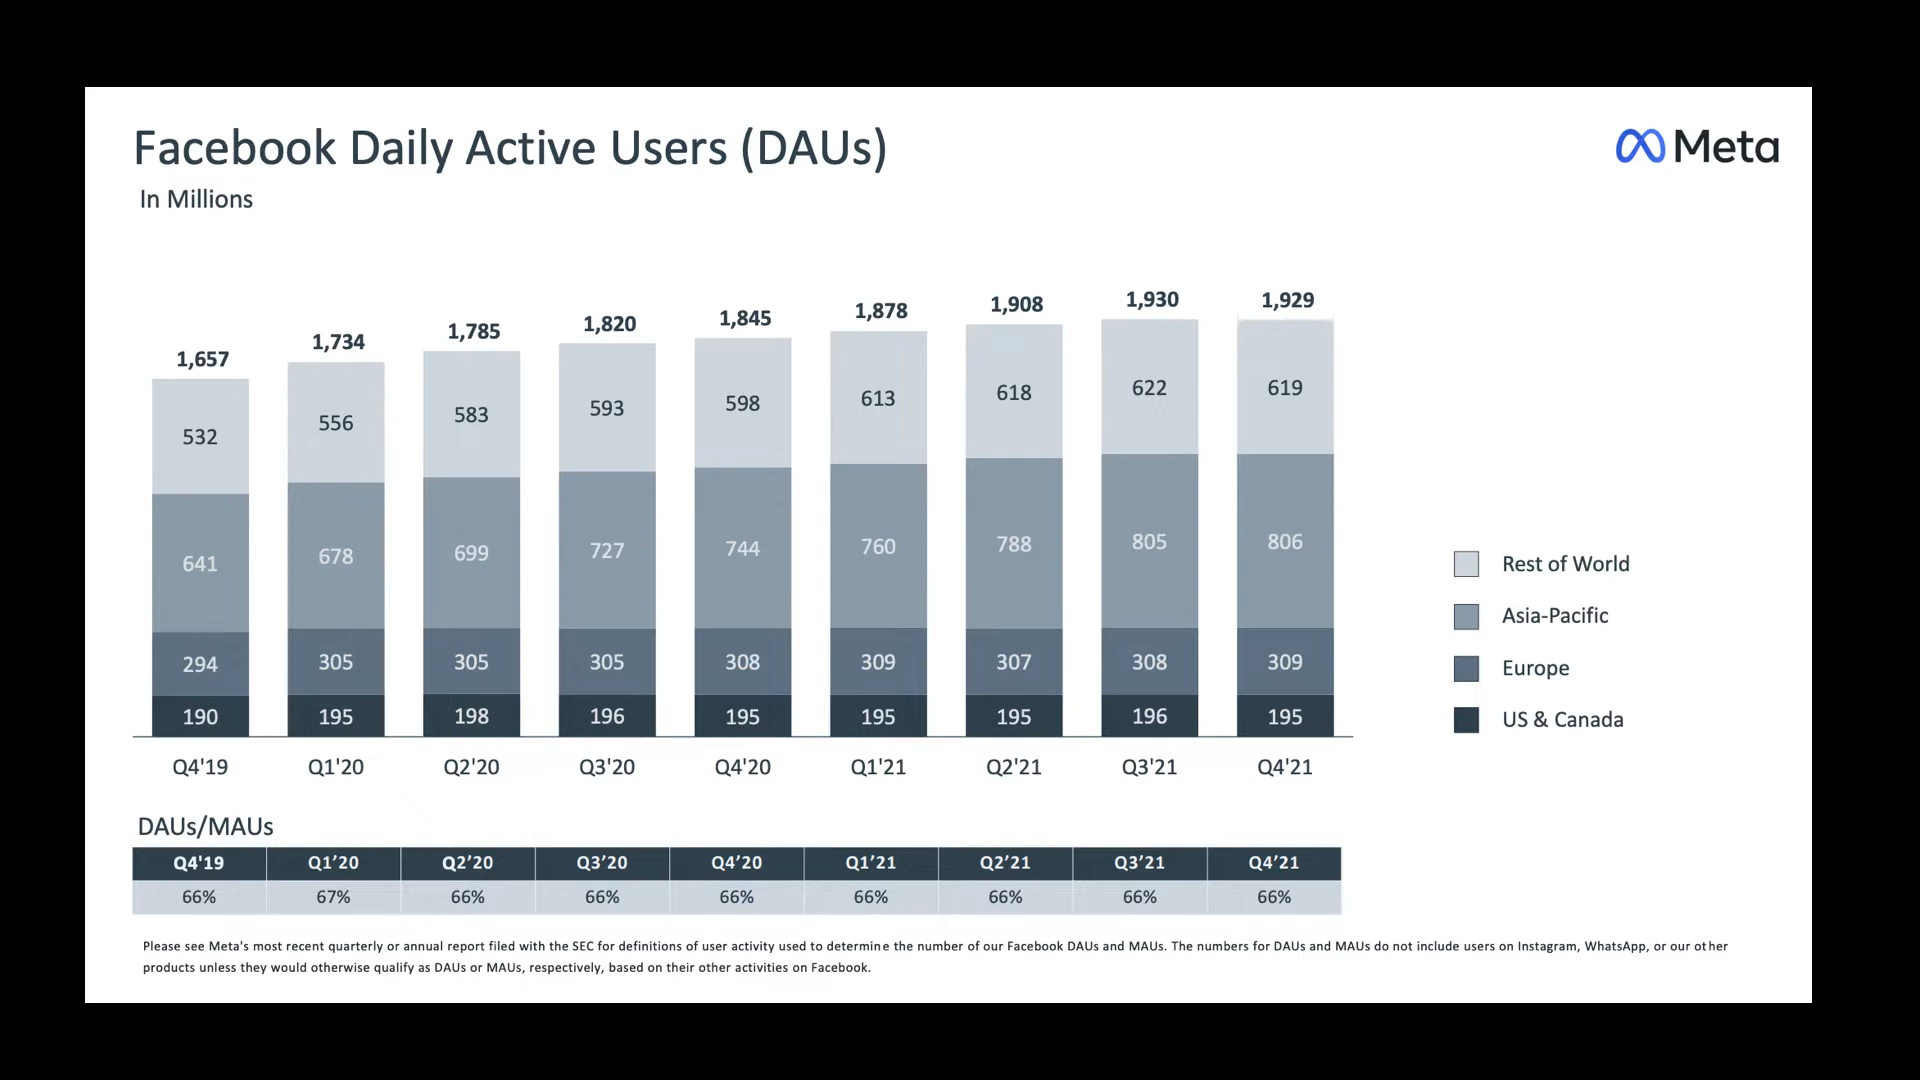 Facebook Daily Active Users (DAUs)
Meta
In Millions
1,657 1,734 1,785 1,820 1,845 1,878 1,908 1,930 1,929
532 556 583 593 598 613 618 622 619
641 678 699 727 744 760 788 805 806
294 305 305 305 308 309 307 308 309
190 195 198 196 195 195 195 196 195
Q4'19 Q1'20 Q2'20 Q3'20 Q4'20 Q1'21 Q2'21 Q3'21 Q4'21
Rest of World
Asia-Pacific
Europe
US & Canada
DAUs/MAUs
Q4'19 Q1’20 Q2’20 Q3’20 Q4’20 Q1’21 Q2’21 Q3’21 Q4’21
66% 67% 66% 66% 66% 66% 66% 66% 66%
Please see Meta's most recent quarterly or annual report filed with the SEC for definitions of user activity used to determine the number of our Facebook DAUs and MAUs. The numbers for DAUs and MAUs do not include users on Instagram, WhatsApp, or our other
products unless they would otherwise qualify as DAUs or MAUs, respectively, based on their other activities on Facebook.